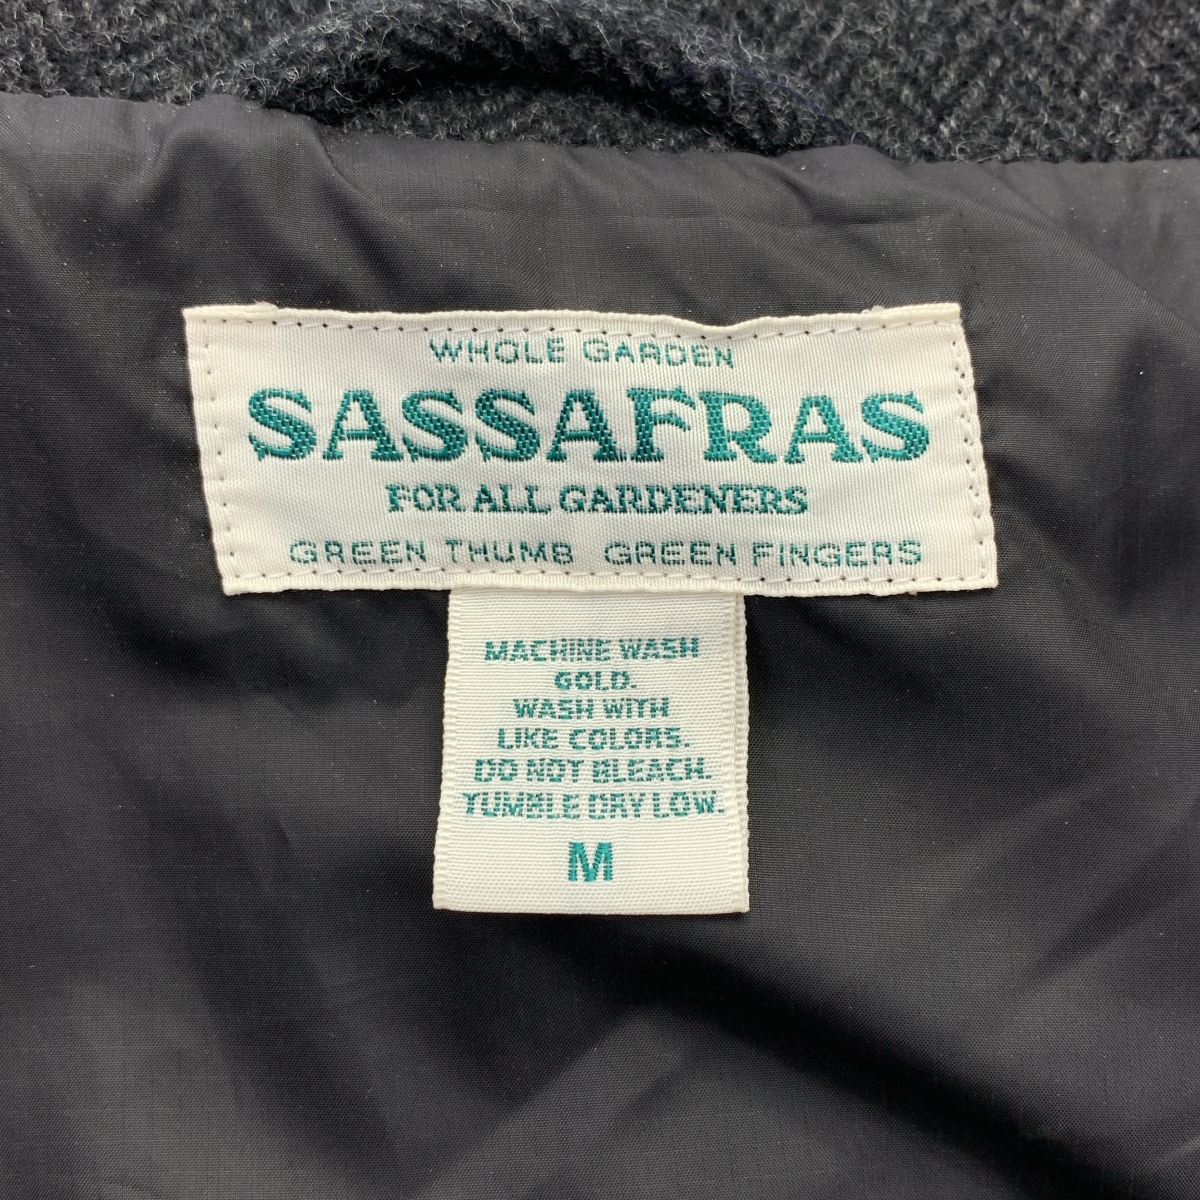 WHOLE GARDEN
SASSAFRAS
FOR ALL GARDENERS
GREEN THUMB GREEN FINGERS
MACHINE WASH
GOLD.
WASH WITH
LIKE COLORS.
DO NOT BLEACH.
TUMBLE DRY LOW.
M